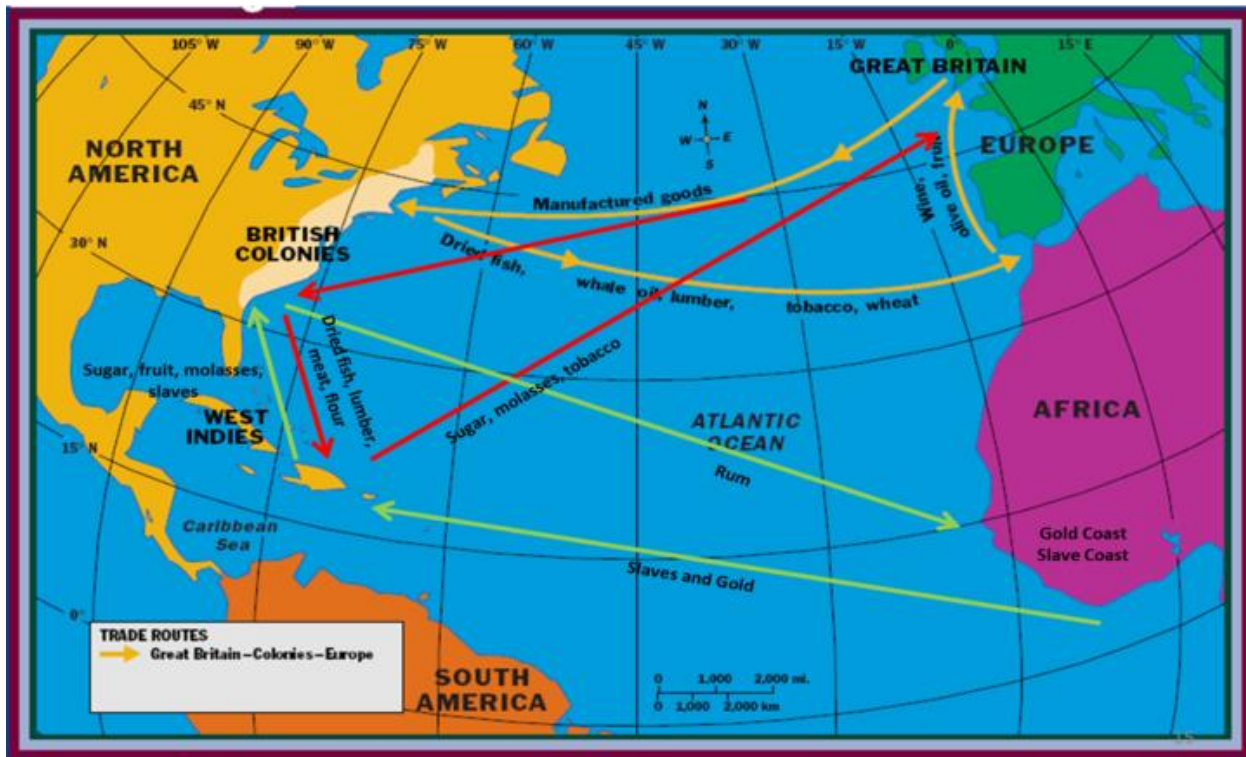 105° W
90° W
75° W
60° W
45° W
30° W
15° W
0°
15° E
GREAT BRITAIN
45° N
N
W
E
S
NORTH
AMERICA
EUROPE
Manufactured goods
Wine,
olive oil, fruit
BRITISH
COLONIES
30° N
Dried fish,
whale oil, lumber,
tobacco, wheat
Dried fish, lumber,
meat, flour
Sugar, fruit, molasses,
slaves
Sugar, molasses, tobacco
WEST
INDIES
ATLANTIC
OCEAN
AFRICA
15° N
Rum
Caribbean
Sea
Gold Coast
Slave Coast
Slaves and Gold
0°
TRADE ROUTES
Great Britain–Colonies–Europe
SOUTH
AMERICA
0 1,000 2,000 mi.
0 1,000 2,000 km
15